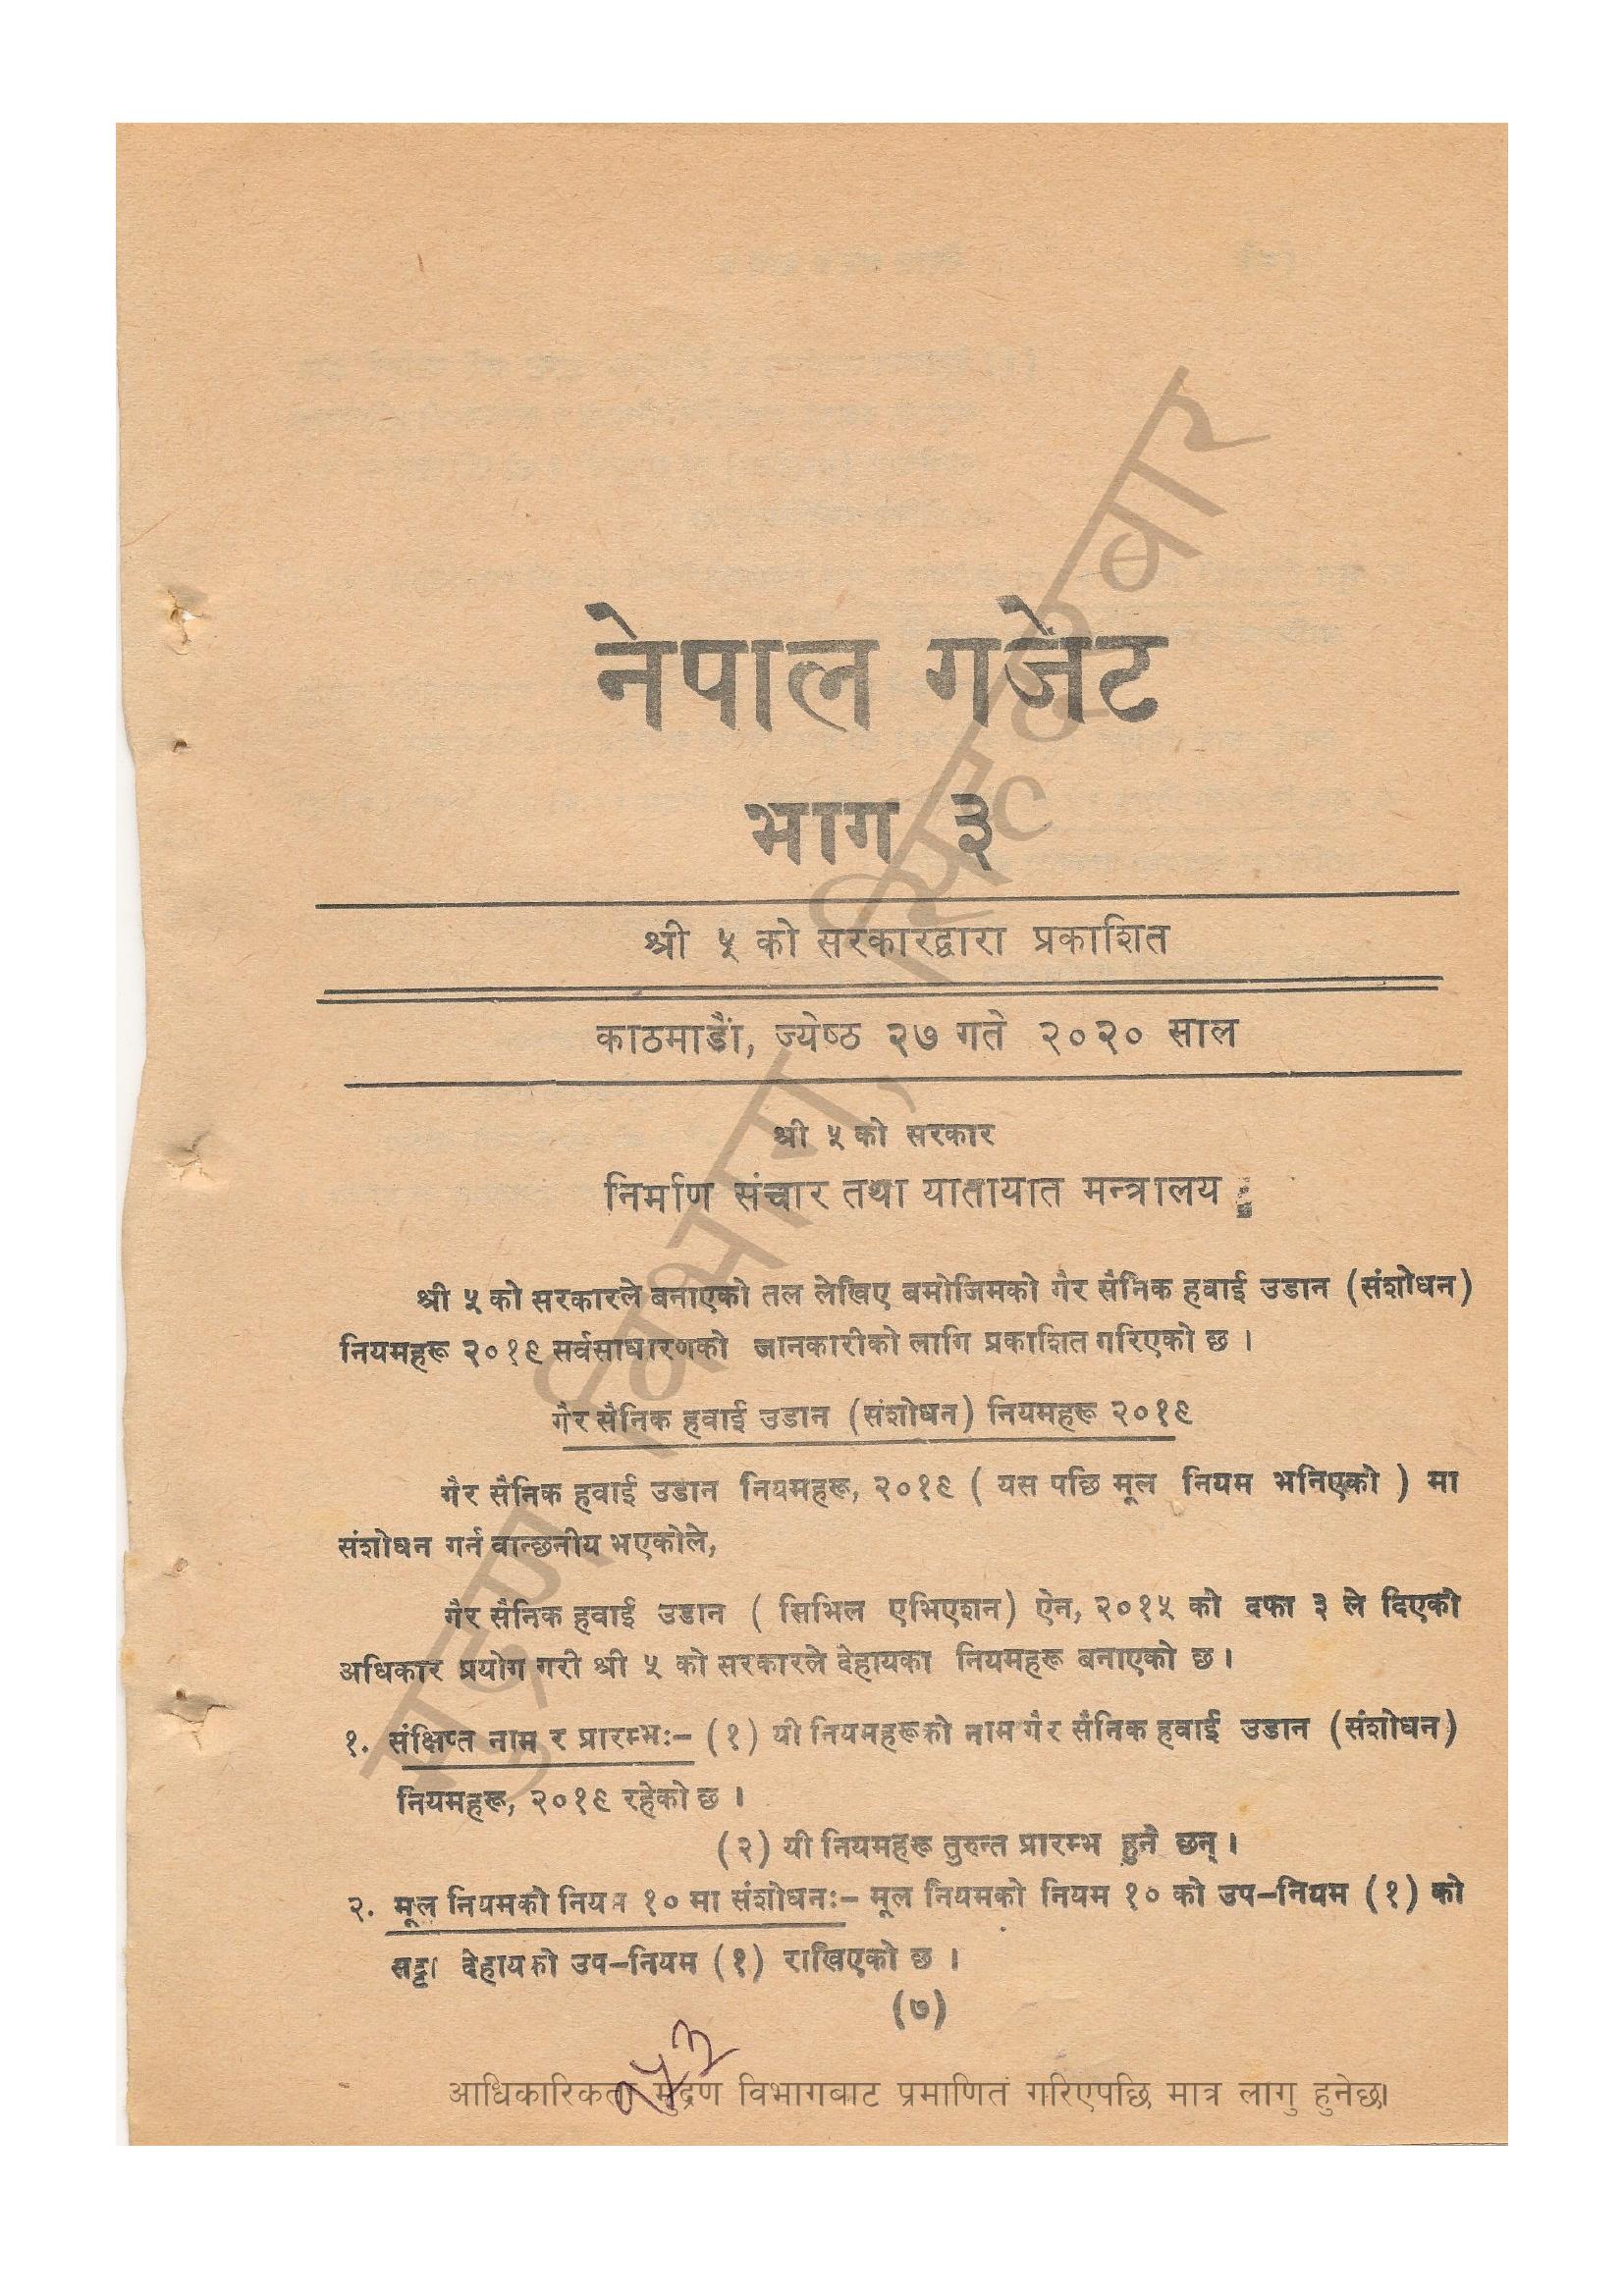 नेपाल गजेट
भाग ३
श्री ५ को सरकारद्वारा प्रकाशित
काठमाडौं, ज्येष्ठ २७ गते २०२० साल
श्री ५ को सरकार
निर्माण संचार तथा यातायात मन्त्रालय
श्री ५ को सरकारले बनाएको तल लेखिए बमोजिमको गैर सैनिक हवाई उडान (संशोधन)
नियमहरू २०१९ सर्वसाधारणको जानकारीको लागि प्रकाशित गरिएको छ ।
गैर सैनिक हवाई उडान (संशोधन) नियमहरू २०१९
गैर सैनिक हवाई उडान नियमहरू, २०१९ ( यस पछि मूल नियम भनिएको ) मा
संशोधन गर्न वान्छनीय भएकोले,
गैर सैनिक हवाई उडान ( सिभिल एभिएशन) ऐन, २०१५ को दफा ३ ले दिएको
अधिकार प्रयोग गरी श्री ५ को सरकारले देहायका नियमहरू बनाएको छ ।
१. संक्षिप्त नाम र प्रारम्भः- (१) यी नियमहरूको नाम गैर सैनिक हवाई उडान (संशोधन)
नियमहरू, २०१९ रहेको छ ।
(२) यी नियमहरू तुरुन्त प्रारम्भ हुने छन् ।
२. मूल नियमको नियम १० मा संशोधनः- मूल नियमको नियम १० को उप-नियम (१) को
सट्टा देहायको उप-नियम (१) राखिएको छ ।
(७)
आधिकारिकता मुद्रण विभागबाट प्रमाणित गरिएपछि मात्र लागु हुनेछ।
मुद्रण विभाग,